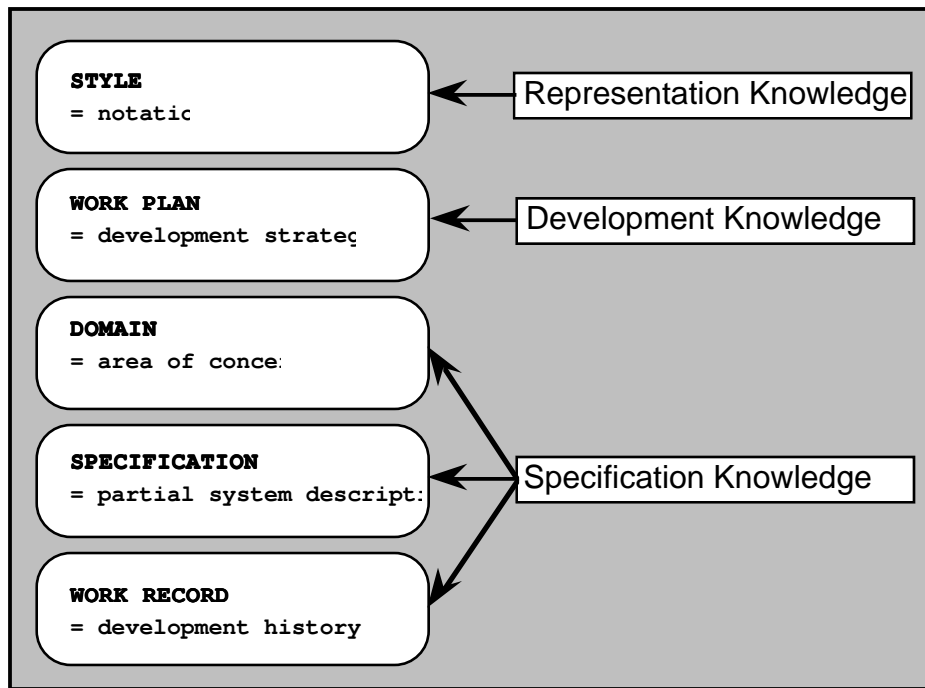 STYLE
= notatic
Representation Knowledge
WORK PLAN
= development strateg
Development Knowledge
DOMAIN
= area of conce
SPECIFICATION
= partial system descripti
Specification Knowledge
WORK RECORD
= development history